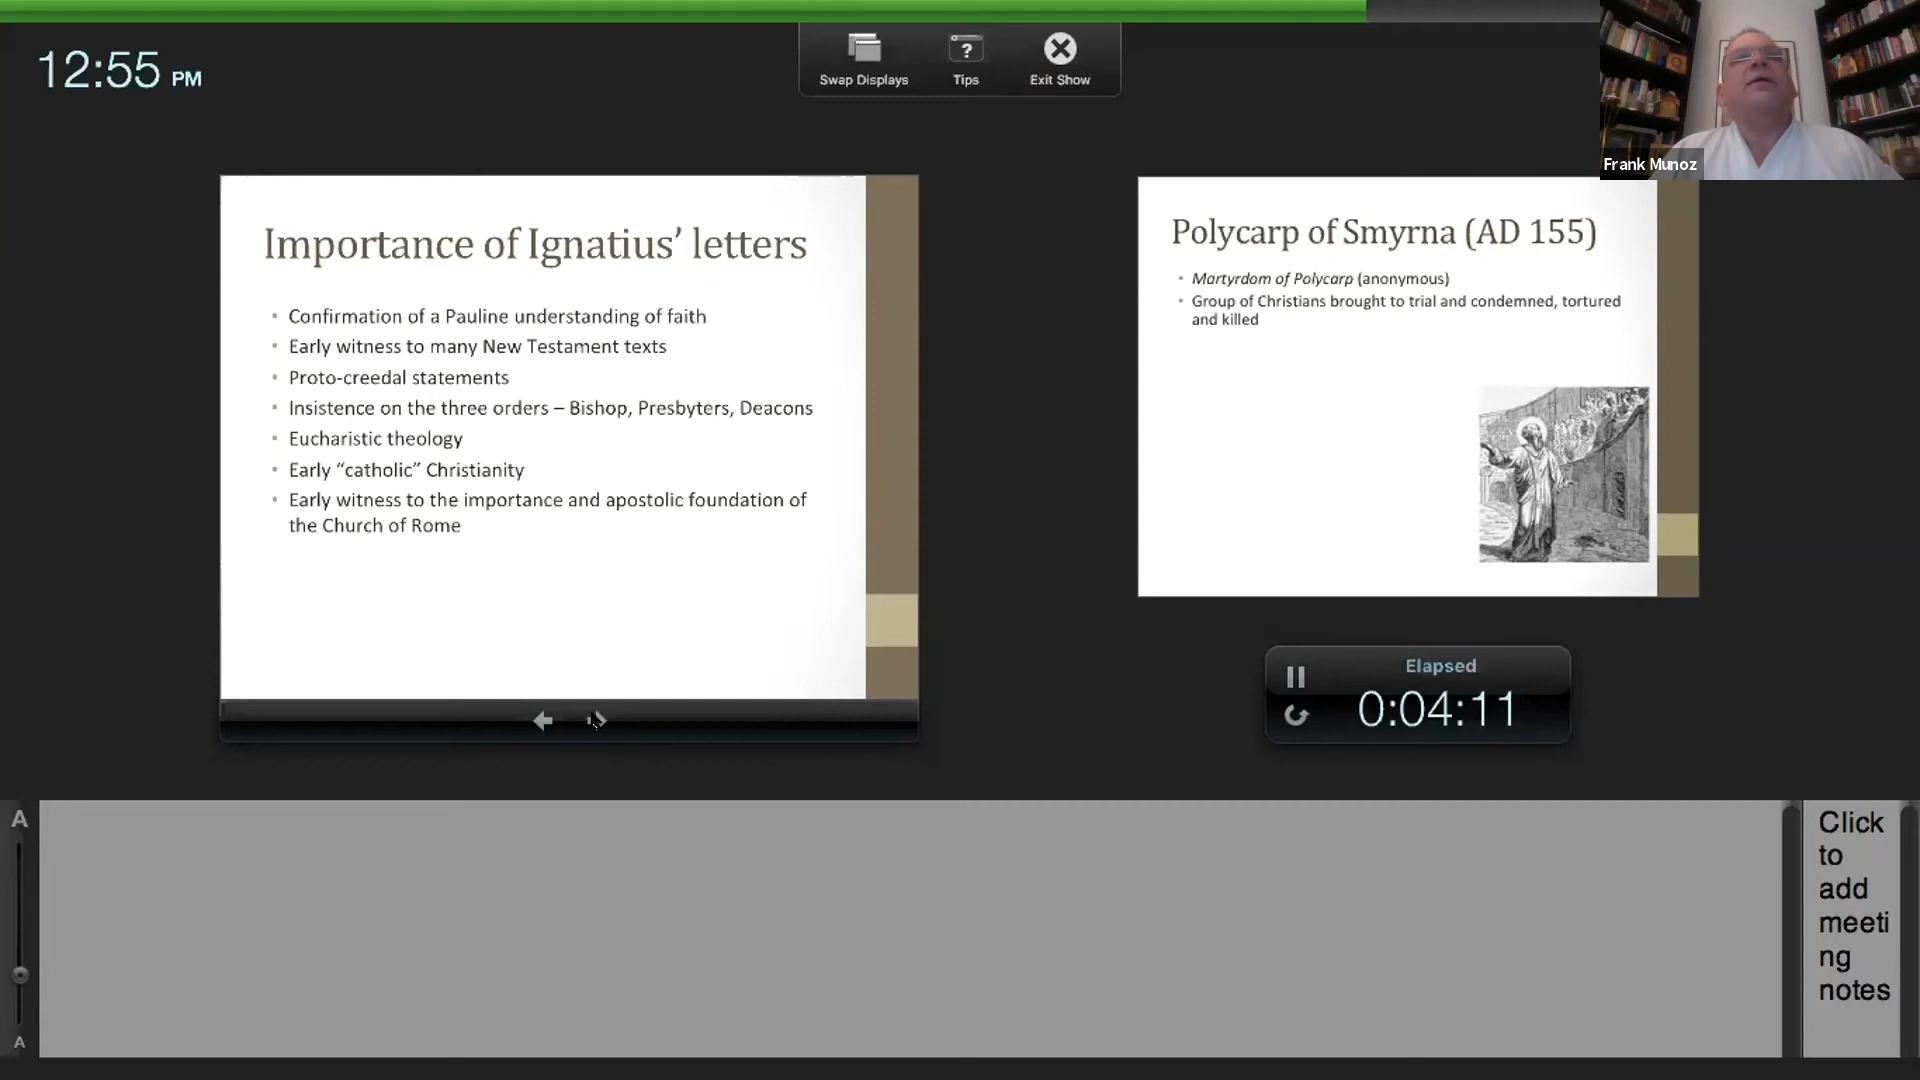 12:55 PM
Swap Displays
Tips
Exit Show
Frank Munoz
Importance of Ignatius’ letters
• Confirmation of a Pauline understanding of faith
• Early witness to many New Testament texts
• Proto-creedal statements
• Insistence on the three orders – Bishop, Presbyters, Deacons
• Eucharistic theology
• Early “catholic” Christianity
• Early witness to the importance and apostolic foundation of
the Church of Rome
Polycarp of Smyrna (AD 155)
• Martyrdom of Polycarp (anonymous)
• Group of Christians brought to trial and condemned, tortured
and killed
Elapsed
0:04:11
A
A
Click
to
add
meeti
ng
notes